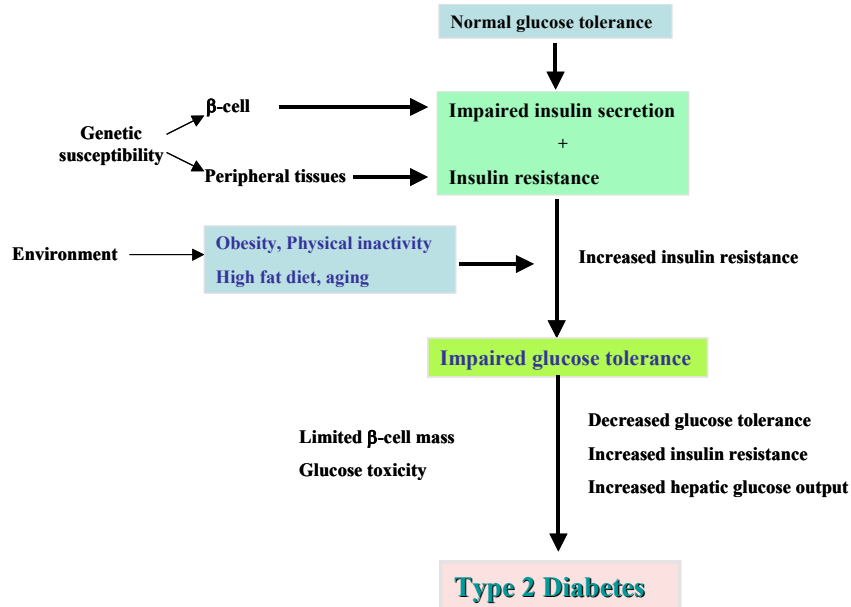 Normal glucose tolerance
β-cell
Impaired insulin secretion
+
Genetic
susceptibility
Peripheral tissues
Insulin resistance
Environment
Obesity, Physical inactivity
High fat diet, aging
Increased insulin resistance
Impaired glucose tolerance
Limited β-cell mass
Glucose toxicity
Decreased glucose tolerance
Increased insulin resistance
Increased hepatic glucose output
Type 2 Diabetes